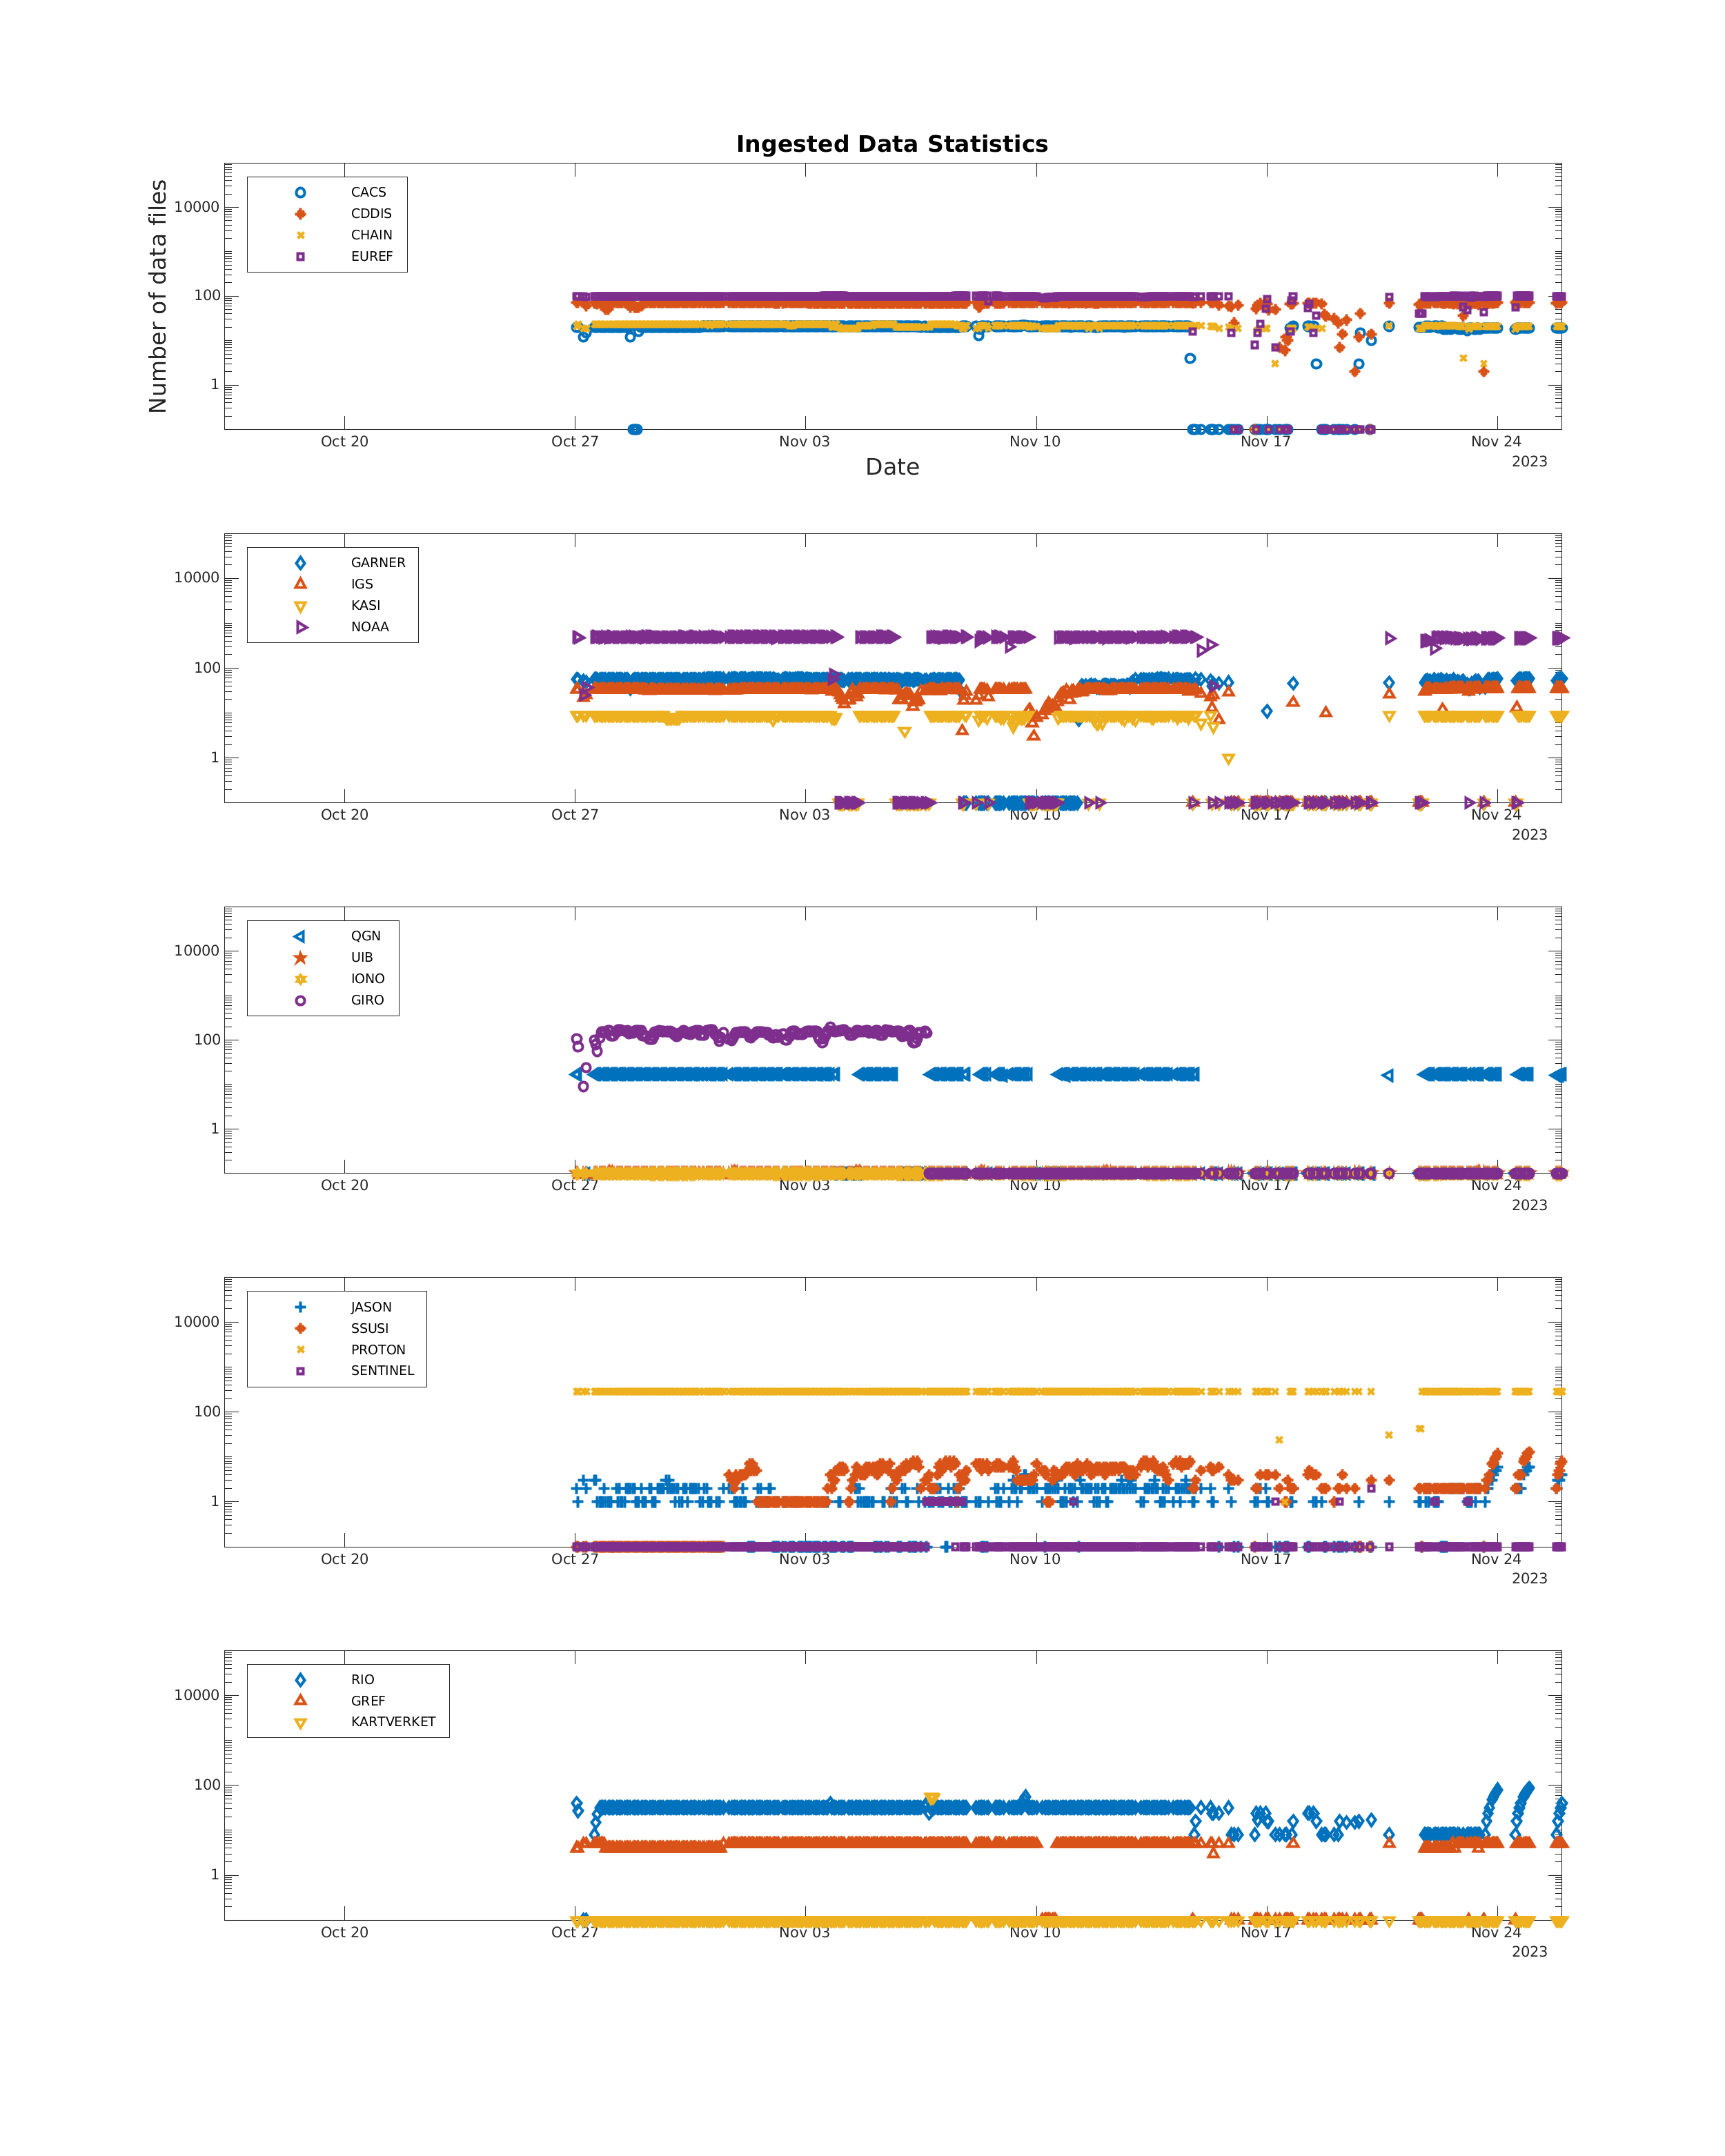 Ingested Data Statistics
Number of data files
CACS
CDDIS
CHAIN
EUREF
10000
100
1
Oct 20 Oct 27 Nov 03 Nov 10 Nov 17 Nov 24
2023
Date
GARNER
IGS
KASI
NOAA
10000
100
1
Oct 20 Oct 27 Nov 03 Nov 10 Nov 17 Nov 24
2023
QGN
UIB
IONO
GIRO
10000
100
1
Oct 20 Oct 27 Nov 03 Nov 10 Nov 17 Nov 24
2023
JASON
SSUSI
PROTON
SENTINEL
10000
100
1
Oct 20 Oct 27 Nov 03 Nov 10 Nov 17 Nov 24
2023
RIO
GREF
KARTVERKET
10000
100
1
Oct 20 Oct 27 Nov 03 Nov 10 Nov 17 Nov 24
2023